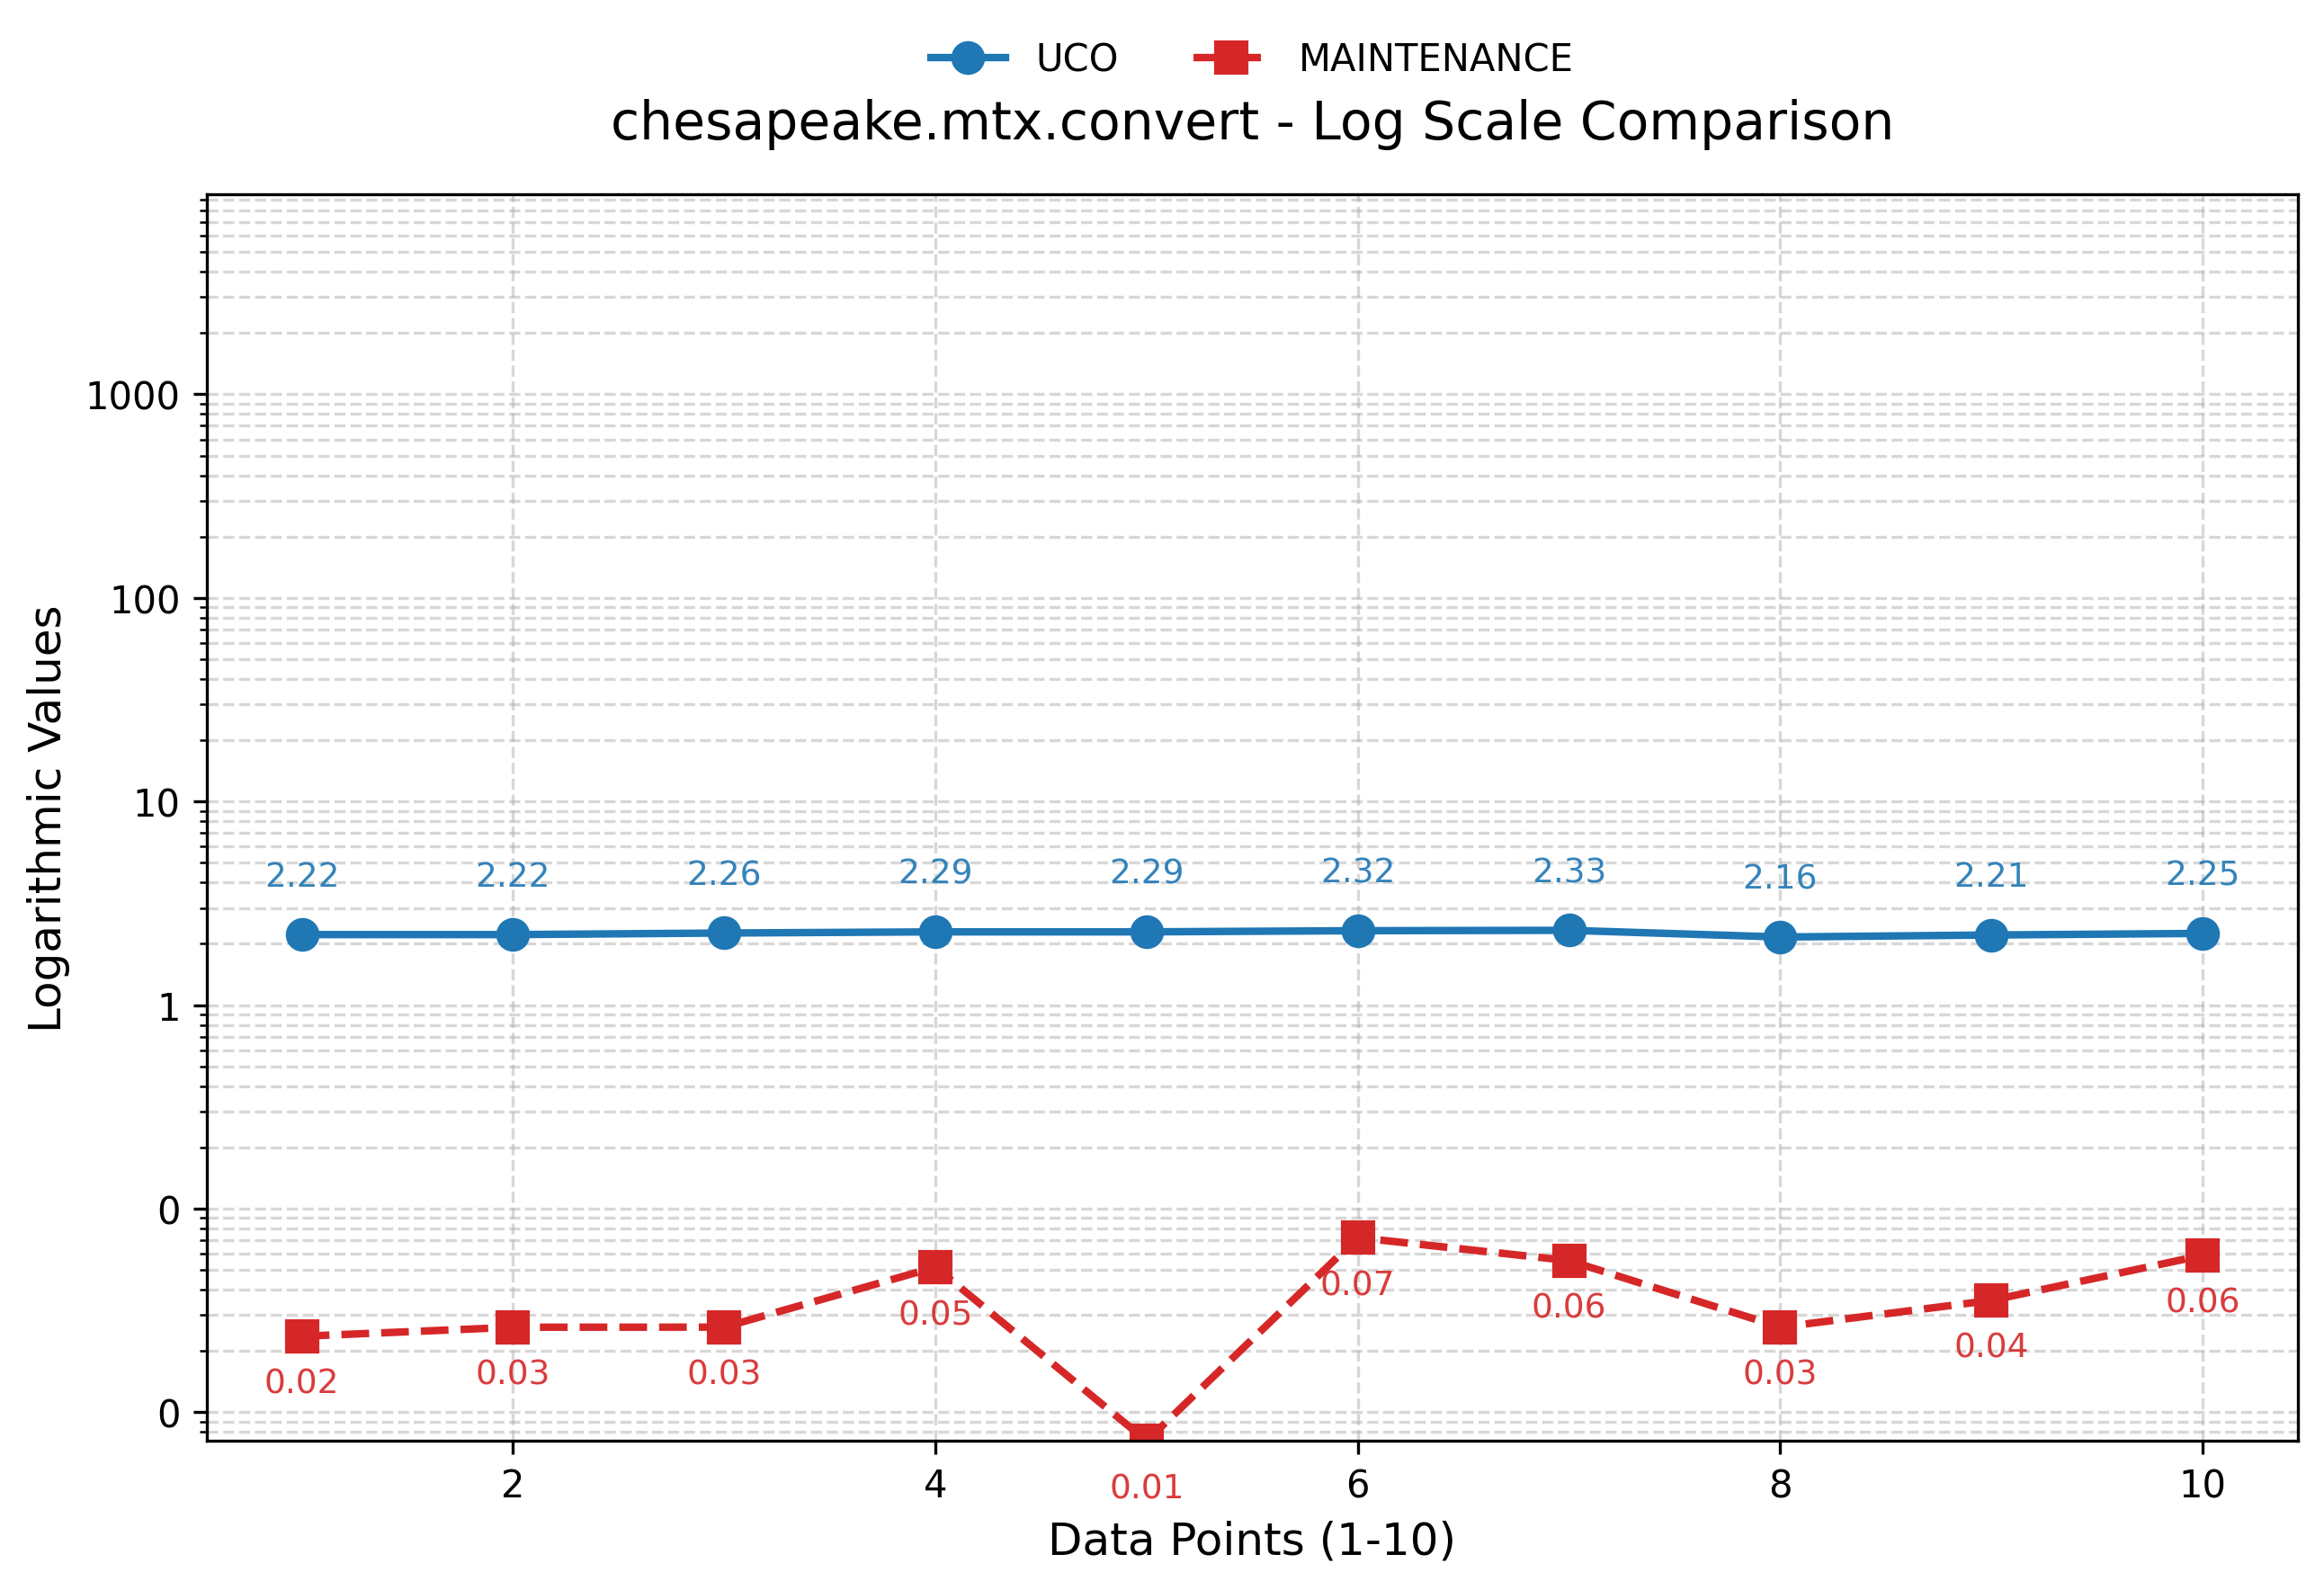 UCO MAINTENANCE
chesapeake.mtx.convert - Log Scale Comparison
Logarithmic Values
1000
100
10
1
0
0
2.22 2.22 2.26 2.29 2.29 2.32 2.33 2.16 2.21 2.25
0.02 0.03 0.03 0.05 0.01 0.07 0.06 0.03 0.04 0.06
2 4 6 8 10
Data Points (1-10)